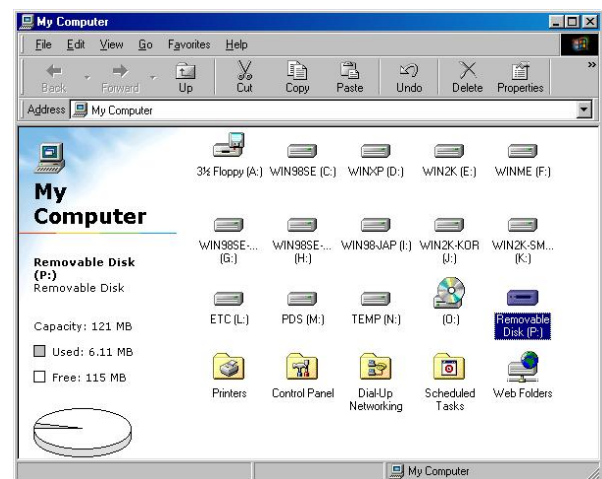 My Computer
File Edit View Go Favorites Help
Back Forward Up Cut Copy Paste Undo Delete Properties »
Address My Computer
My
Computer
Removable Disk
(P:)
Removable Disk
Capacity: 121 MB
Used: 6.11 MB
Free: 115 MB
3½ Floppy (A:) WIN98SE (C:) WINXP (D:) WIN2K (E:) WINME (F:)
WIN98SE-... WIN98SE-... WIN98-JAP (I:) WIN2K-KOR WIN2K-SM...
(G:) (H:) (J:) (K:)
ETC (L:) PDS (M:) TEMP (N:) (O:) Removable
Disk (P:)
Printers Control Panel Dial-Up Scheduled Web Folders
Networking Tasks
My Computer